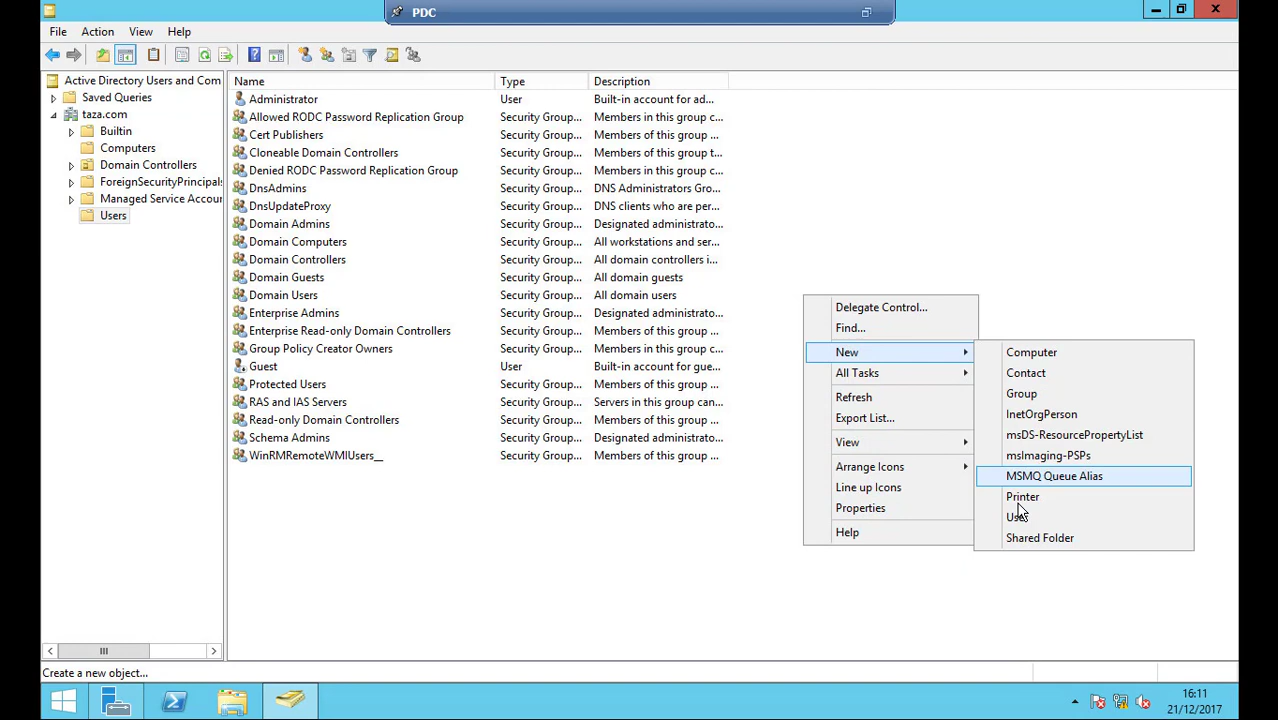 PDC
File Action View Help
Active Directory Users and Com
Saved Queries
taza.com
Builtin
Computers
Domain Controllers
ForeignSecurityPrincipals
Managed Service Accour
Users
Name Type Description
Administrator User Built-in account for ad...
Allowed RODC Password Replication Group Security Group... Members in this group c...
Cert Publishers Security Group... Members of this group ...
Cloneable Domain Controllers Security Group... Members of this group t...
Denied RODC Password Replication Group Security Group... Members in this group c...
DnsAdmins Security Group... DNS Administrators Gro...
DnsUpdateProxy Security Group... DNS clients who are per...
Domain Admins Security Group... Designated administrato...
Domain Computers Security Group... All workstations and ser...
Domain Controllers Security Group... All domain controllers i...
Domain Guests Security Group... All domain guests
Domain Users Security Group... All domain users
Enterprise Admins Security Group... Designated administrato...
Enterprise Read-only Domain Controllers Security Group... Members of this group ...
Group Policy Creator Owners Security Group... Members in this group c...
Guest User Built-in account for gue...
Protected Users Security Group... Members of this group ...
RAS and IAS Servers Security Group... Servers in this group can...
Read-only Domain Controllers Security Group... Members of this group ...
Schema Admins Security Group... Designated administrato...
WinRMRemoteWMIUsers__ Security Group... Members of this group ...
Delegate Control...
Find...
New
All Tasks
Refresh
Export List...
View
Arrange Icons
Line up Icons
Properties
Help
Computer
Contact
Group
InetOrgPerson
msDS-ResourcePropertyList
msImaging-PSPs
MSMQ Queue Alias
Printer
User
Shared Folder
Create a new object...
16:11
21/12/2017